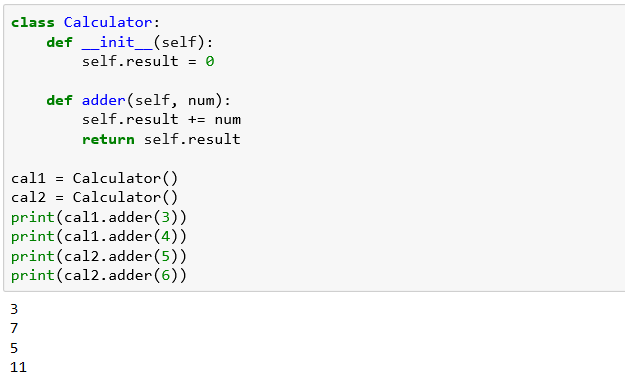 class Calculator:
    def __init__(self):
        self.result = 0

    def adder(self, num):
        self.result += num
        return self.result

cal1 = Calculator()
cal2 = Calculator()
print(cal1.adder(3))
print(cal1.adder(4))
print(cal2.adder(5))
print(cal2.adder(6))
3
7
5
11